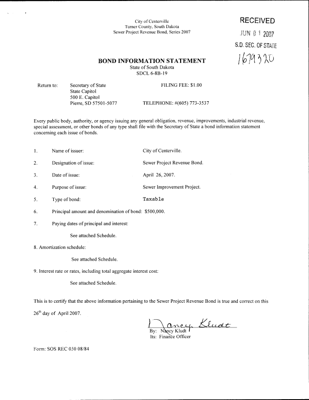 City of Centerville
Turner County, South Dakota
Sewer Project Revenue Bond, Series 2007
RECEIVED
JUN 01 2007
S.D. SEC. OF STATE
1679320
BOND INFORMATION STATEMENT
State of South Dakota
SDCL 6-8B-19
Return to: Secretary of State FILING FEE: $1.00
State Capitol
500 E. Capitol
Pierre, SD 57501-5077 TELEPHONE: #(605) 773-3537
Every public body, authority, or agency issuing any general obligation, revenue, improvements, industrial revenue,
special assessment, or other bonds of any type shall file with the Secretary of State a bond information statement
concerning each issue of bonds.
1. Name of issuer: City of Centerville.
2. Designation of issue: Sewer Project Revenue Bond.
3. Date of issue: April 26, 2007.
4. Purpose of issue: Sewer Improvement Project.
5. Type of bond: Taxable
6. Principal amount and denomination of bond: $500,000.
7. Paying dates of principal and interest:
See attached Schedule.
8. Amortization schedule:
See attached Schedule.
9. Interest rate or rates, including total aggregate interest cost:
See attached Schedule.
This is to certify that the above information pertaining to the Sewer Project Revenue Bond is true and correct on this
26th day of April 2007.
Nancy Kludt
By: Nancy Kludt
Its: Finance Officer
Form: SOS REC 030 08/84